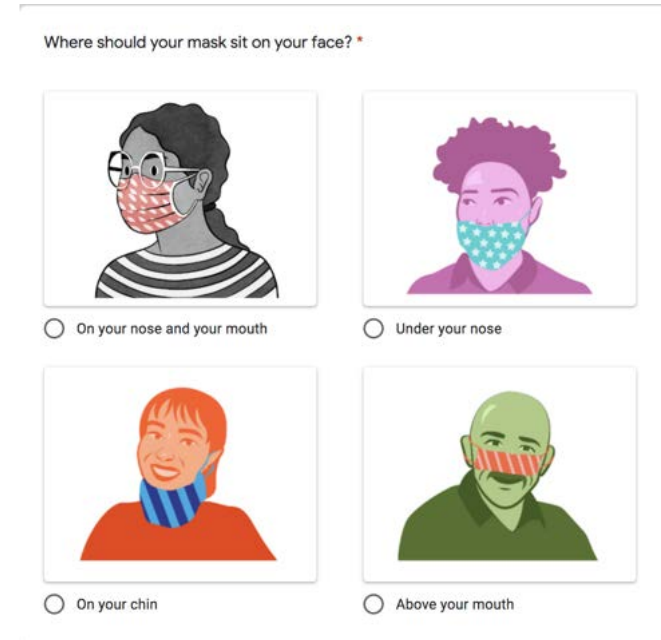 Where should your mask sit on your face? *
On your nose and your mouth
Under your nose
On your chin
Above your mouth